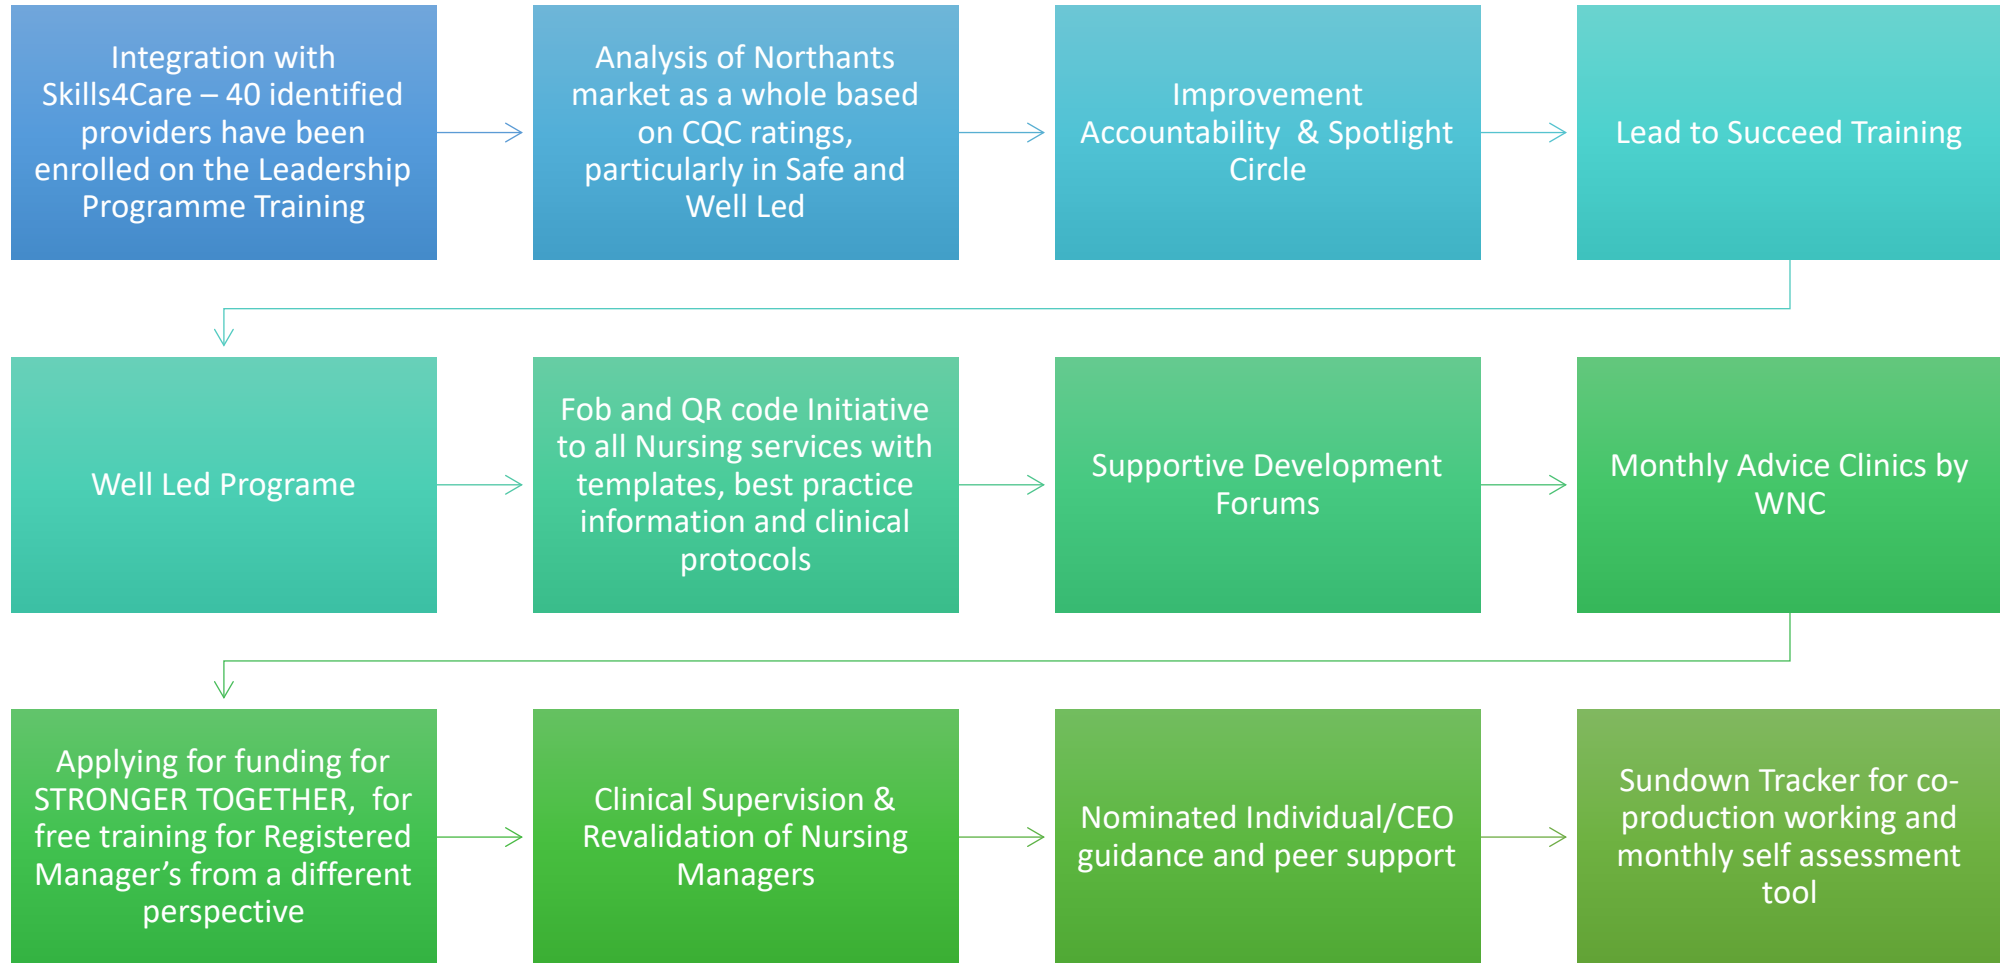 Integration with
Skills4Care – 40 identified
providers have been
enrolled on the Leadership
Programme Training
Analysis of Northants
market as a whole based
on CQC ratings,
particularly in Safe and
Well Led
Improvement
Accountability  & Spotlight
Circle
Lead to Succeed Training
Well Led Programe
Fob and QR code Initiative
to all Nursing services with
templates, best practice
information and clinical
protocols
Supportive Development
Forums
Monthly Advice Clinics by
WNC
Applying for funding for
STRONGER TOGETHER,  for
free training for Registered
Manager’s from a different
perspective
Clinical Supervision &
Revalidation of Nursing
Managers
Nominated Individual/CEO
guidance and peer support
Sundown Tracker for co-
production working and
monthly self assessment
tool